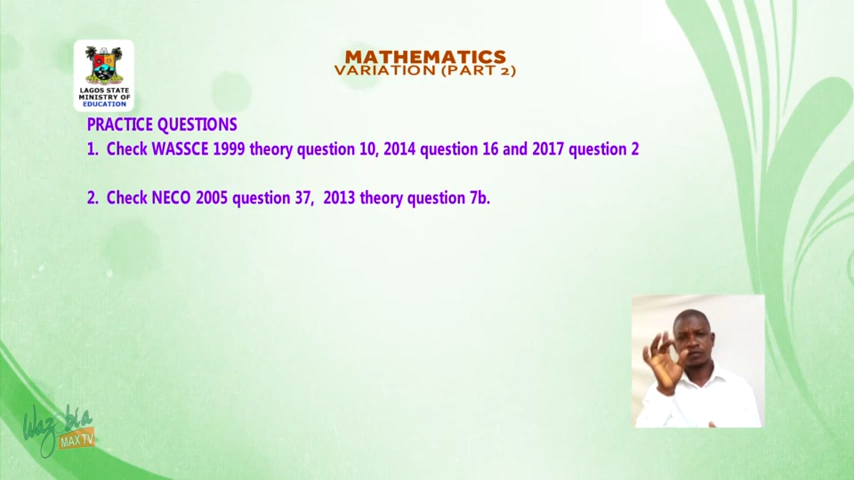 MATHEMATICS
VARIATION (PART 2)
LAGOS STATE
MINISTRY OF
EDUCATION
PRACTICE QUESTIONS
1. Check WASSCE 1999 theory question 10, 2014 question 16 and 2017 question 2
2. Check NECO 2005 question 37, 2013 theory question 7b.
Wazobia
MAX TV